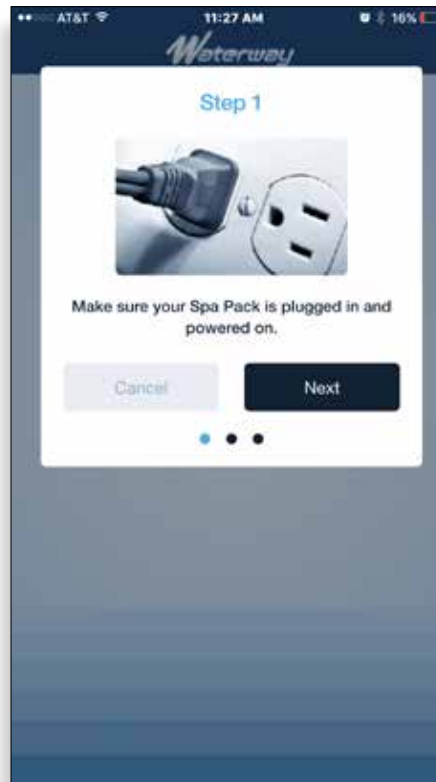 AT&T 11:27 AM 16%
Waterway
Step 1
Make sure your Spa Pack is plugged in and
powered on.
Cancel Next